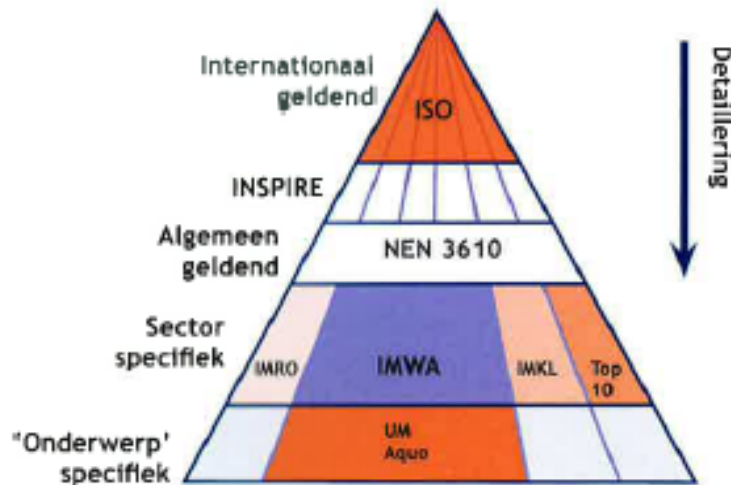 Internationaal
geldend
ISO
Detaillering
INSPIRE
Algemeen
geldend
NEN 3610
Sector
specifiek
IMRO
IMWA
IMKL
Top
10
"Onderwerp'
specifiek
UM
Aquo